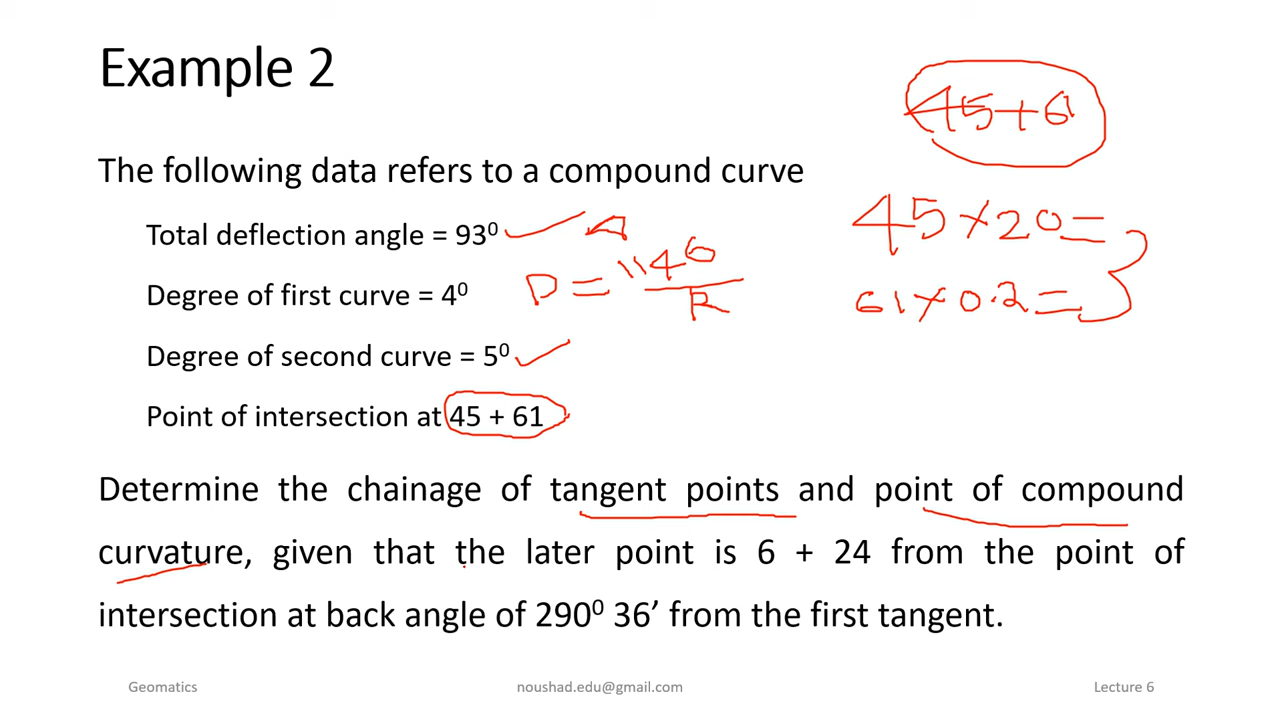 Example 2
45+6
The following data refers to a compound curve
45×20=
Total deflection angle = 93⁰ Δ
D = 1146/R
61×0.2=
Degree of first curve = 4⁰
Degree of second curve = 5⁰
Point of intersection at 45 + 61
Determine the chainage of tangent points and point of compound
curvature, given that the later point is 6 + 24 from the point of
intersection at back angle of 290⁰ 36’ from the first tangent.
Geomatics noushad.edu@gmail.com Lecture 6